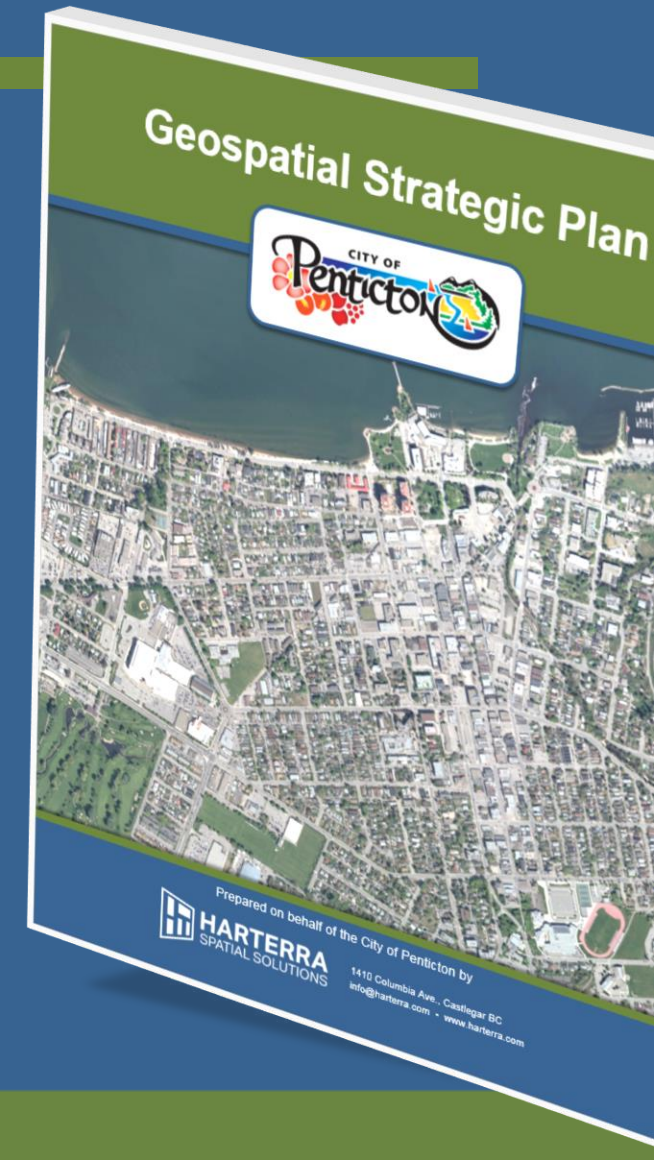 Geospatial Strategic Plan
CITY OF
Penticton
Prepared on behalf of the City of Penticton by
HARTERRA
SPATIAL SOLUTIONS
1410 Columbia Ave., Castlegar BC
info@harterra.com • www.harterra.com